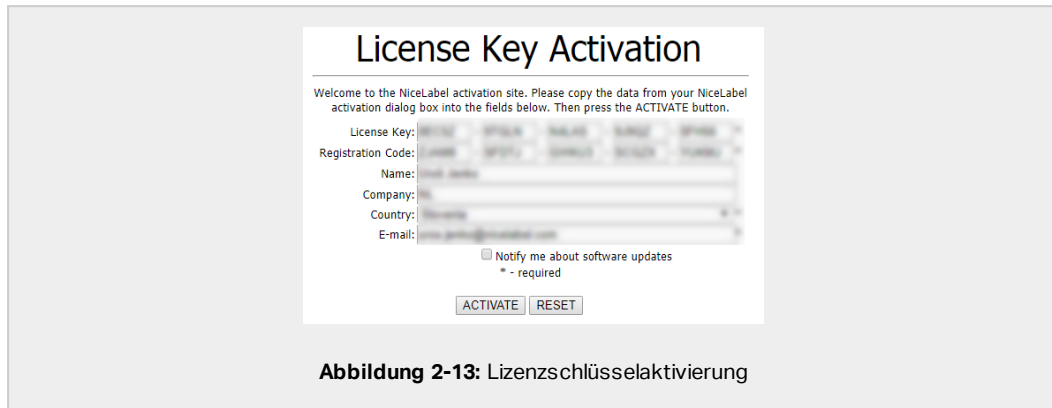 License Key Activation
Welcome to the NiceLabel activation site. Please copy the data from your NiceLabel
activation dialog box into the fields below. Then press the ACTIVATE button.
License Key: - - - - *
Registration Code: - - - - *
Name:
Company:
Country: Slovenia *
E-mail: *
Notify me about software updates
* - required
ACTIVATE RESET
Abbildung 2-13: Lizenzschlüsselaktivierung